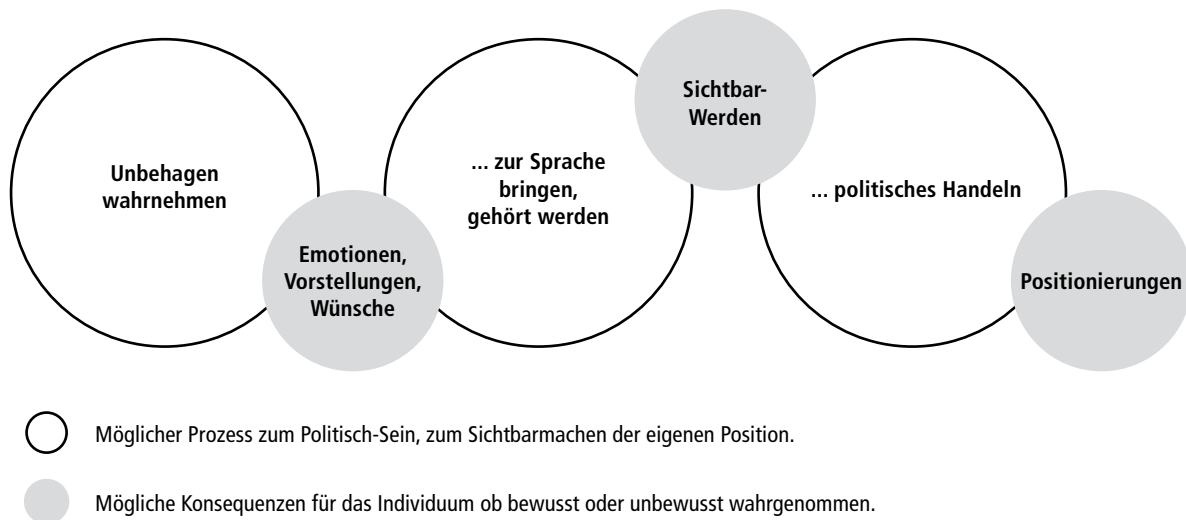 Unbehagen
wahrnehmen
Emotionen,
Vorstellungen,
Wünsche
... zur Sprache
bringen,
gehört werden
Sichtbar-
Werden
... politisches Handeln
Positionierungen
Möglicher Prozess zum Politisch-Sein, zum Sichtbarmachen der eigenen Position.
Mögliche Konsequenzen für das Individuum ob bewusst oder unbewusst wahrgenommen.